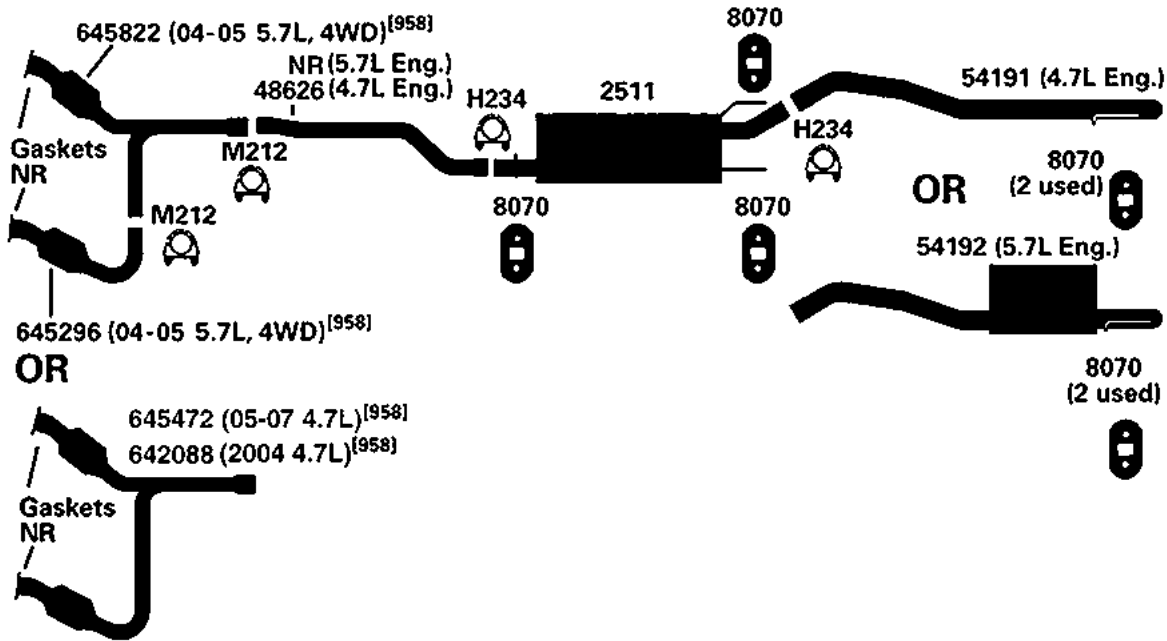 645822 (04-05 5.7L, 4WD)[958]
NR (5.7L Eng.)
48626 (4.7L Eng.)
H234
2511
8070
54191 (4.7L Eng.)
H234
Gaskets
NR
M212
M212
8070
8070
OR
8070
(2 used)
54192 (5.7L Eng.)
645296 (04-05 5.7L, 4WD)[958]
OR
8070
(2 used)
645472 (05-07 4.7L)[958]
642088 (2004 4.7L)[958]
Gaskets
NR